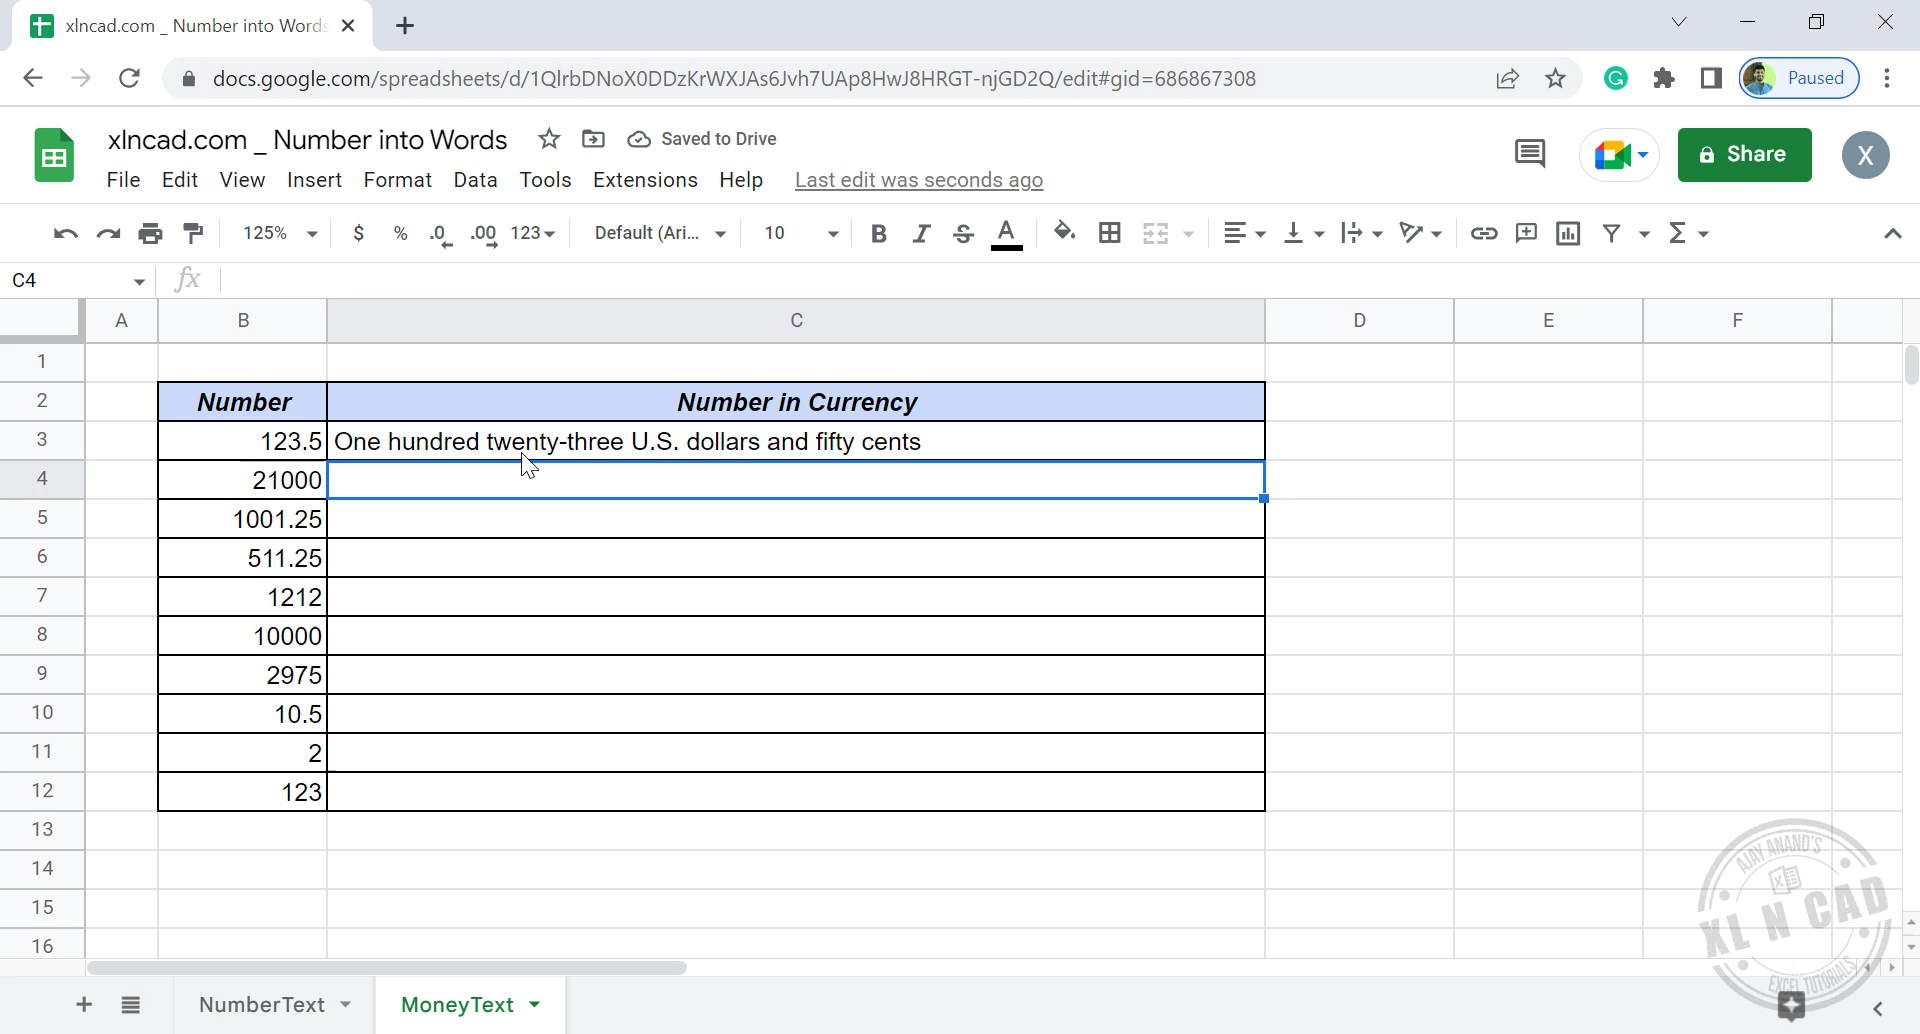 xlncad.com _ Number into Words
docs.google.com/spreadsheets/d/1QlrbDNoX0DDzKrWXJAs6Jvh7UAp8HwJ8HRGT-njGD2Q/edit#gid=686867308
Paused
xlncad.com _ Number into Words
Saved to Drive
Share
X
File Edit View Insert Format Data Tools Extensions Help Last edit was seconds ago
125% $ % .0 .00 123 Default (Ari... 10 B I S A
C4 fx
A B C D E F
1
2 Number Number in Currency
3 123.5 One hundred twenty-three U.S. dollars and fifty cents
4 21000
5 1001.25
6 511.25
7 1212
8 10000
9 2975
10 10.5
11 2
12 123
13
14
15
16
AJAY ANAND'S
XL N CAD
EXCEL TUTORIALS
NumberText MoneyText